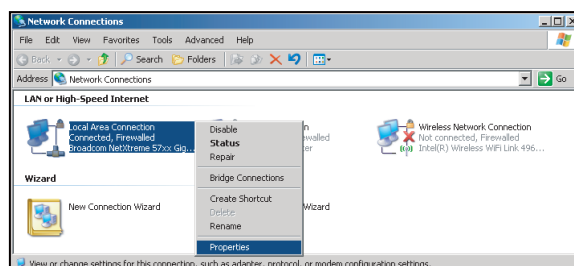 Network Connections
File Edit View Favorites Tools Advanced Help
Back Search Folders
Address Network Connections Go
LAN or High-Speed Internet
Local Area Connection
Connected, Firewalled
Broadcom NetXtreme 57xx Gig...
Disable
Status
Repair
Bridge Connections
Create Shortcut
Delete
Rename
Properties
n
walled
ter
Wireless Network Connection
Not connected, Firewalled
Intel(R) Wireless WiFi Link 496...
Wizard
New Connection Wizard
Wizard
View or change settings for this connection, such as adapter, protocol, or modem configuration settings.